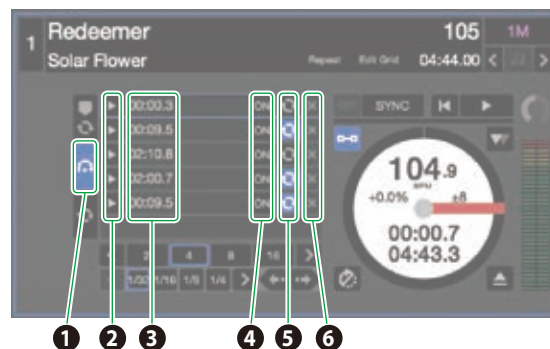 1 Redeemer 105 1M
Solar Flower Repeat Edit Grid 04:44.00 < >
▶ 00:00.3 ON ×
▶ 00:09.5 ON ×
▶ 02:10.8 ON ×
▶ 02:00.7 ON ×
▶ 00:09.5 ON ×
SYNC
104.9
BPM
+0.0% ±8
00:00.7
04:43.3
< 2 4 8 16 >
< 1/32 1/16 1/8 1/4 >
1 2 3 4 5 6